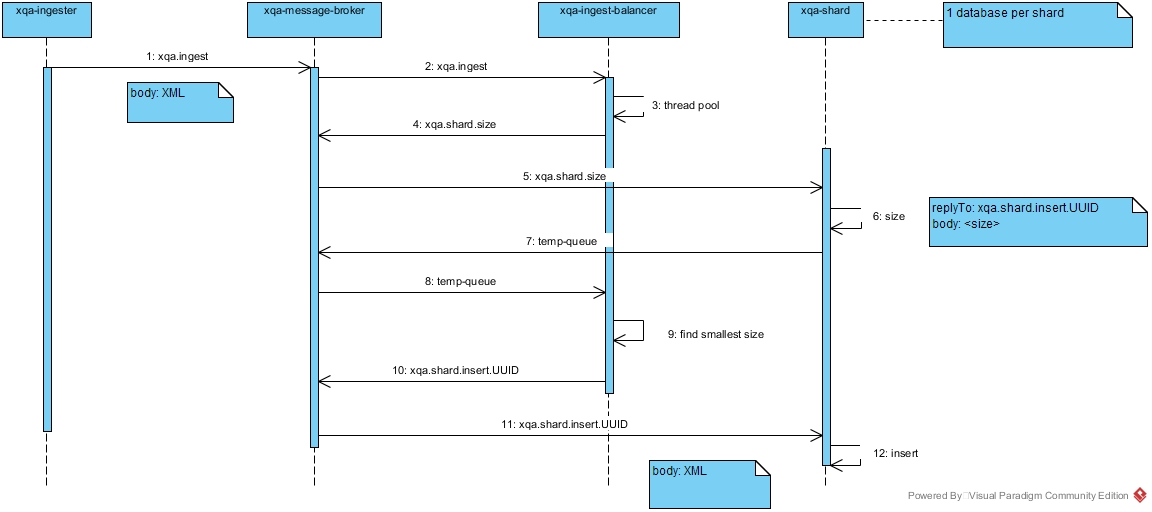 xqa-ingester
xqa-message-broker
xqa-ingest-balancer
xqa-shard
1 database per shard
1: xqa.ingest
2: xqa.ingest
body: XML
3: thread pool
4: xqa.shard.size
5: xqa.shard.size
6: size
replyTo: xqa.shard.insert.UUID
body: <size>
7: temp-queue
8: temp-queue
9: find smallest size
10: xqa.shard.insert.UUID
11: xqa.shard.insert.UUID
12: insert
body: XML
Powered By Visual Paradigm Community Edition